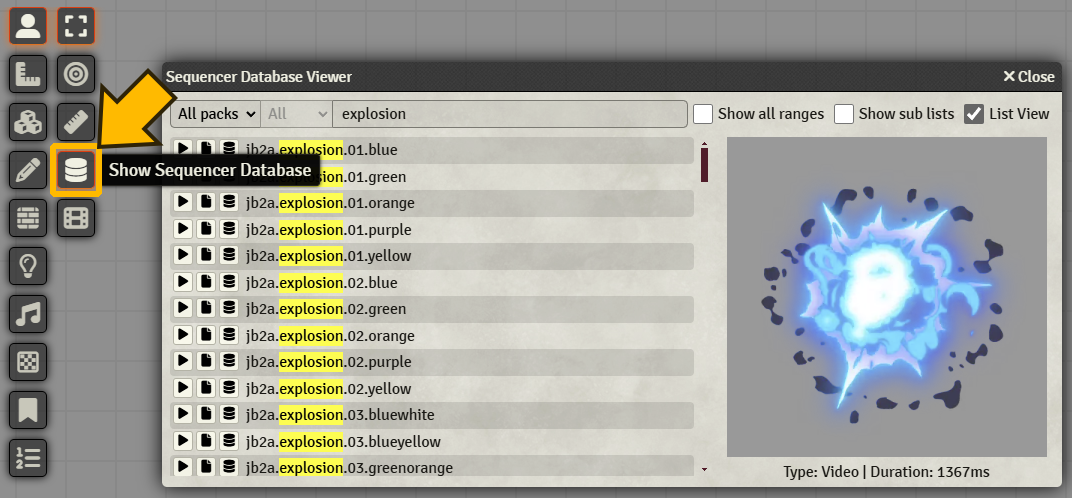 Sequencer Database Viewer
Close
All packs
All
explosion
Show all ranges
Show sub lists
List View
jb2a.explosion.01.blue
Show Sequencer Database
sion.01.green
jb2a.explosion.01.orange
jb2a.explosion.01.purple
jb2a.explosion.01.yellow
jb2a.explosion.02.blue
jb2a.explosion.02.green
jb2a.explosion.02.orange
jb2a.explosion.02.purple
jb2a.explosion.02.yellow
jb2a.explosion.03.bluewhite
jb2a.explosion.03.blueyellow
jb2a.explosion.03.greenorange
Type: Video | Duration: 1367ms